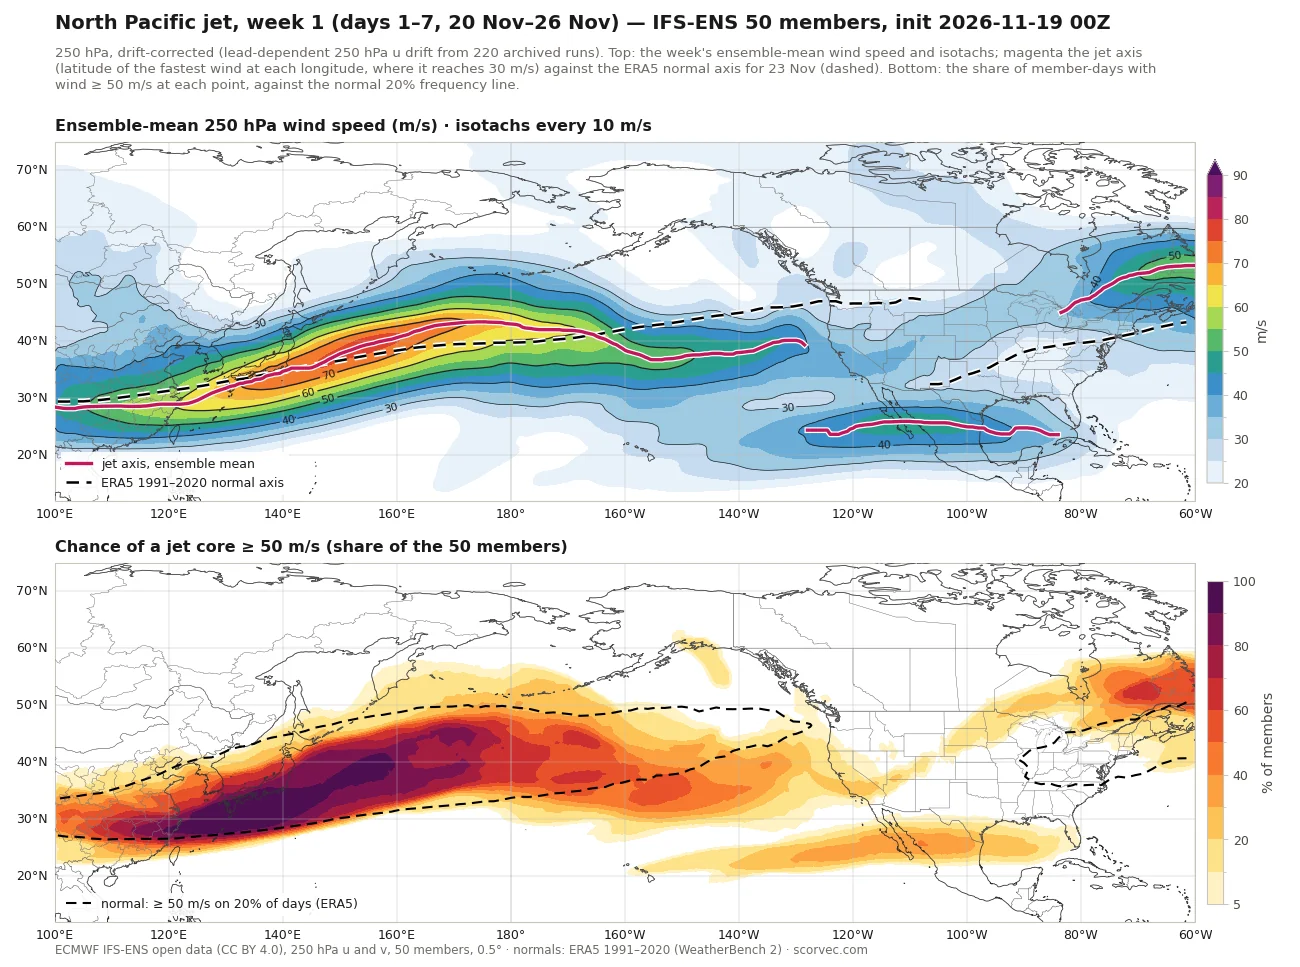 North Pacific jet, week 1 (days 1–7, 20 Nov–26 Nov) — IFS-ENS 50 members, init 2026-11-19 00Z
250 hPa, drift-corrected (lead-dependent 250 hPa u drift from 220 archived runs). Top: the week's ensemble-mean wind speed and isotachs; magenta the jet axis
(latitude of the fastest wind at each longitude, where it reaches 30 m/s) against the ERA5 normal axis for 23 Nov (dashed). Bottom: the share of member-days with
wind ≥ 50 m/s at each point, against the normal 20% frequency line.
Ensemble-mean 250 hPa wind speed (m/s) · isotachs every 10 m/s
70°N
60°N
50°N
40°N
30°N
20°N
30
70
60
50
40
30
30
40
40
50
jet axis, ensemble mean
ERA5 1991–2020 normal axis
100°E 120°E 140°E 160°E 180° 160°W 140°W 120°W 100°W 80°W 60°W
90
80
70
60
50
40
30
20
m/s
Chance of a jet core ≥ 50 m/s (share of the 50 members)
70°N
60°N
50°N
40°N
30°N
20°N
normal: ≥ 50 m/s on 20% of days (ERA5)
100°E 120°E 140°E 160°E 180° 160°W 140°W 120°W 100°W 80°W 60°W
100
80
60
40
20
5
% of members
ECMWF IFS-ENS open data (CC BY 4.0), 250 hPa u and v, 50 members, 0.5° · normals: ERA5 1991–2020 (WeatherBench 2) · scorvec.com